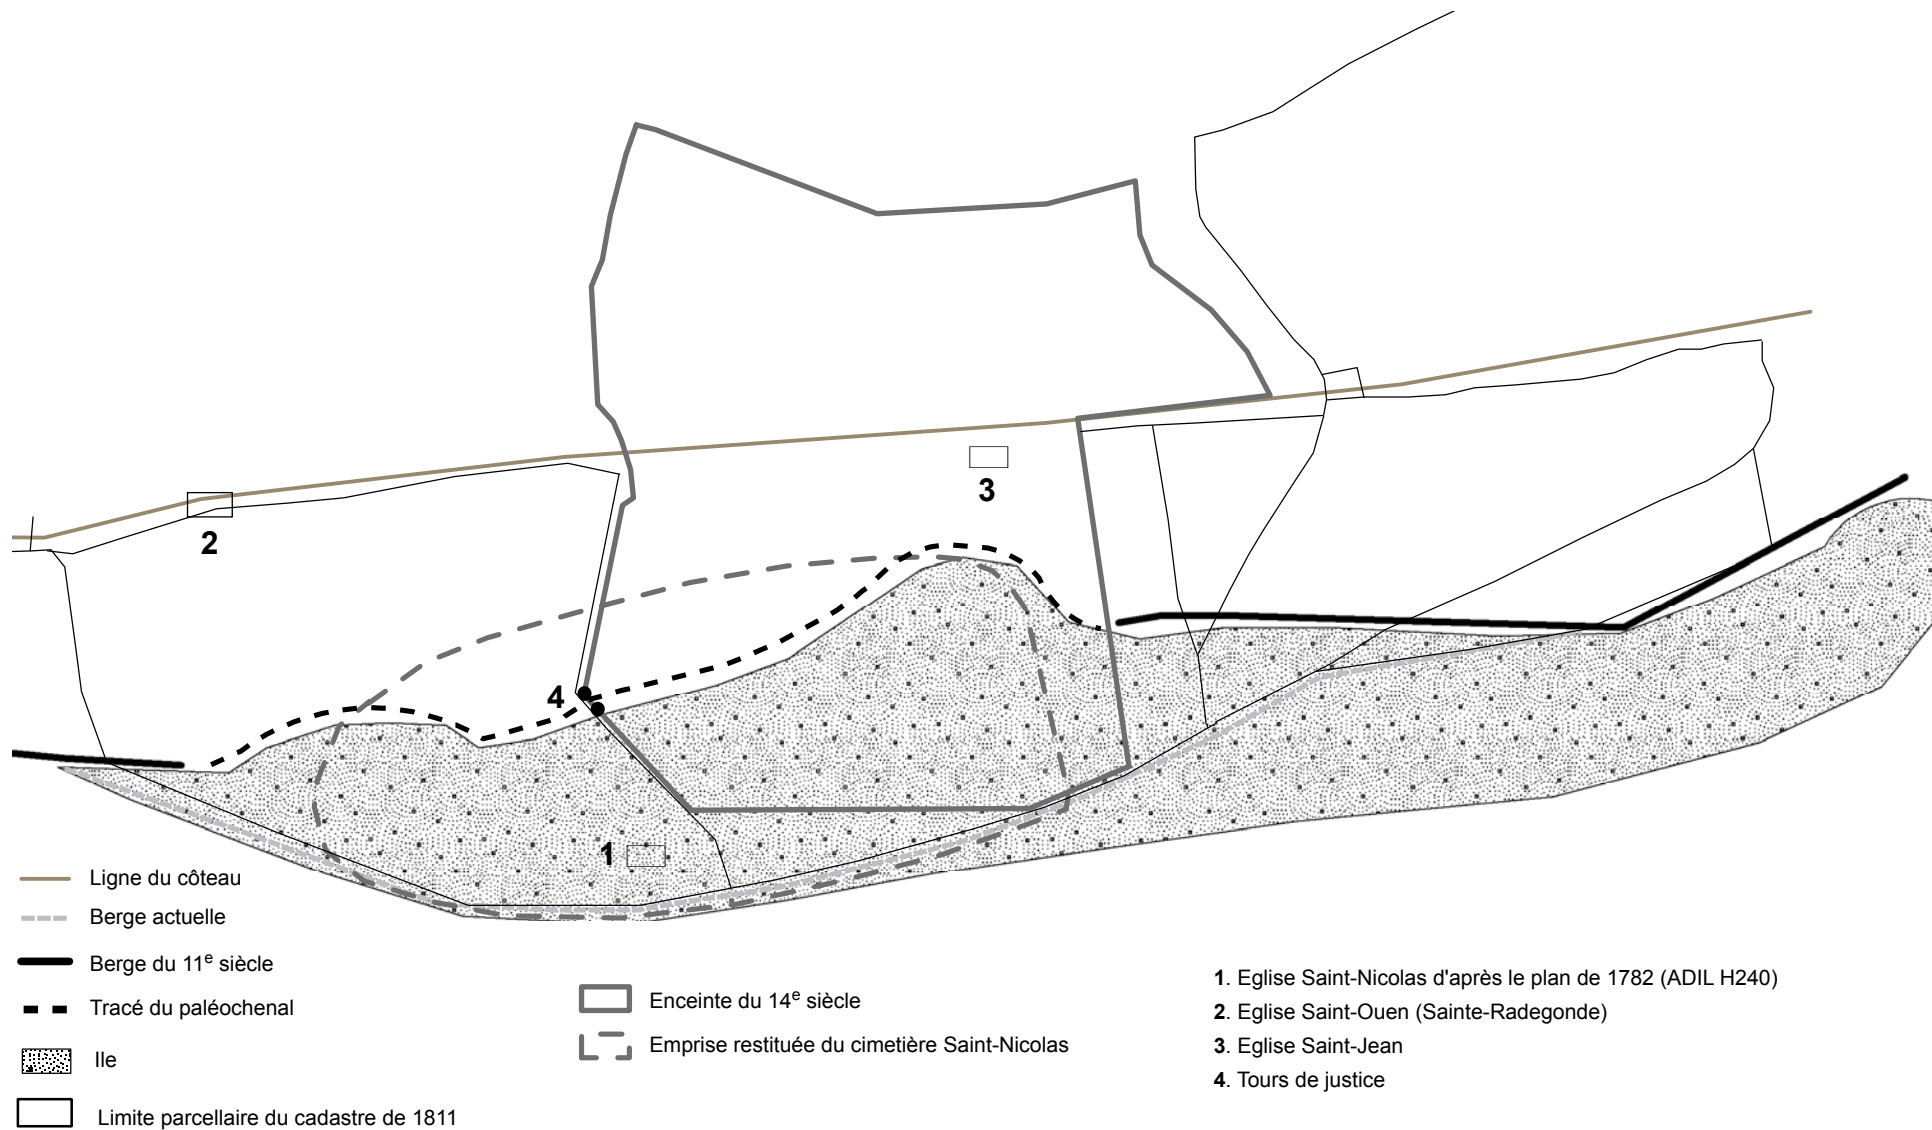 3
2
4
1
Ligne du côteau
Berge actuelle
Berge du 11e siècle
Tracé du paléochenal
Ile
Limite parcellaire du cadastre de 1811
Enceinte du 14e siècle
Emprise restituée du cimetière Saint-Nicolas
1. Eglise Saint-Nicolas d'après le plan de 1782 (ADIL H240)
2. Eglise Saint-Ouen (Sainte-Radegonde)
3. Eglise Saint-Jean
4. Tours de justice